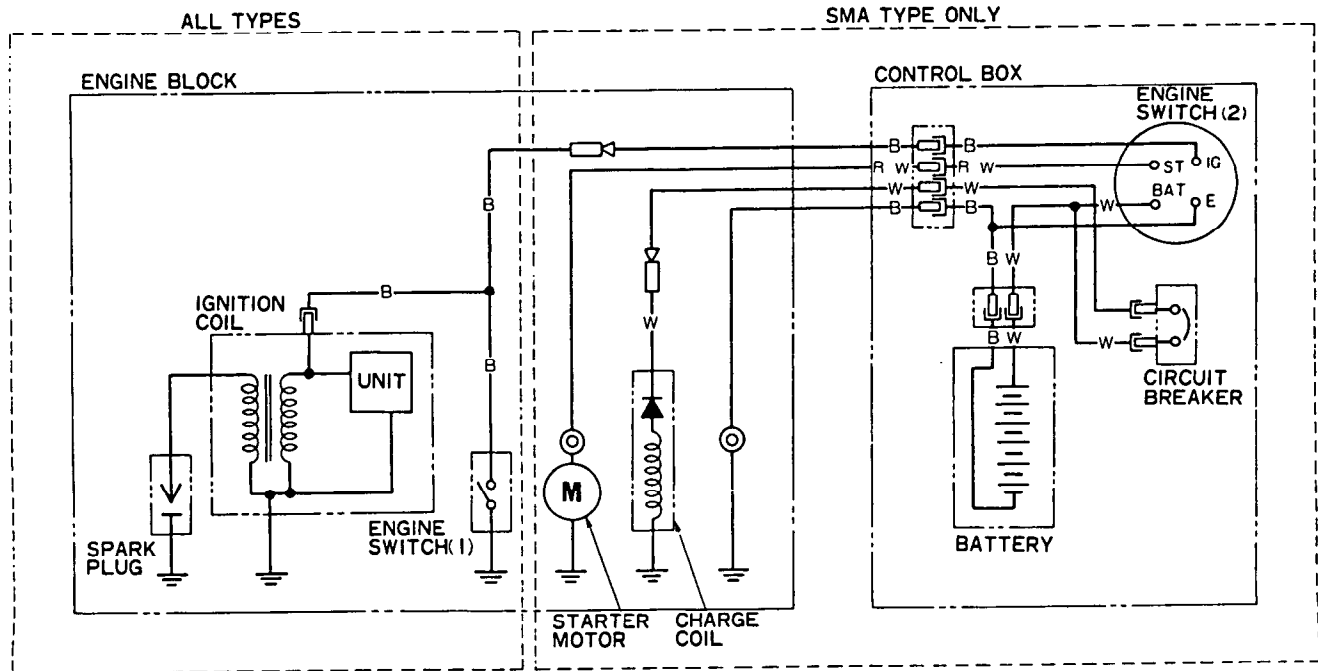 ALL TYPES
SMA TYPE ONLY
ENGINE BLOCK
CONTROL BOX
ENGINE
SWITCH(2)
B
B
R W
R W
ST
IG
W
W
BAT
E
B
B
W
B
B W
B
IGNITION
COIL
W
B
B W
W
UNIT
CIRCUIT
BREAKER
M
ENGINE
SWITCH(1)
SPARK
PLUG
BATTERY
STARTER
MOTOR
CHARGE
COIL